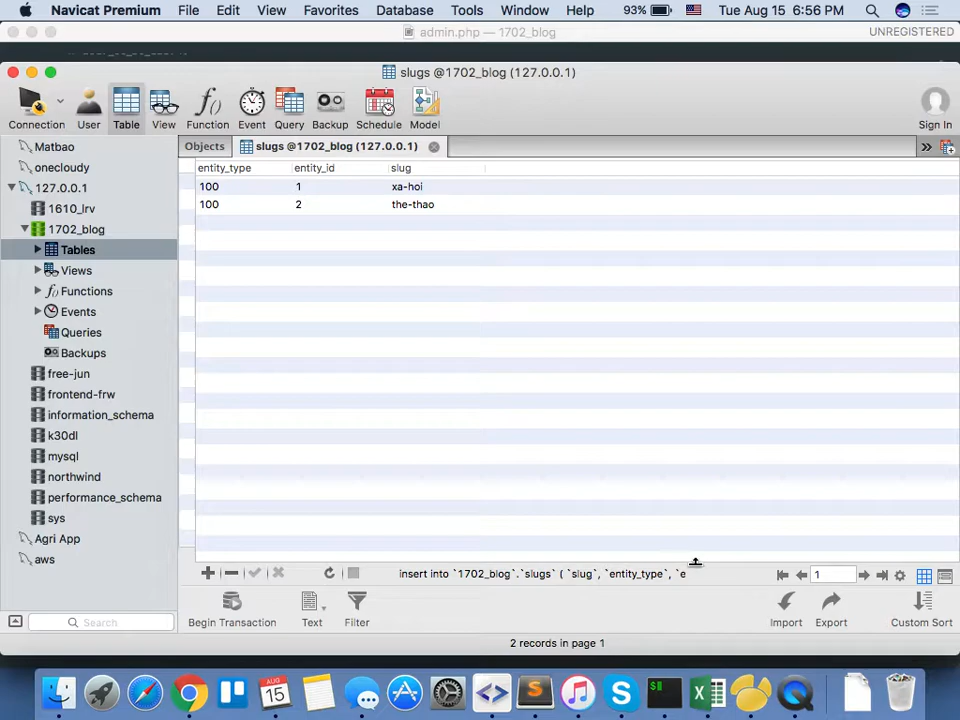 Navicat Premium File Edit View Favorites Database Tools Window Help 93% Tue Aug 15 6:56 PM
admin.php — 1702_blog UNREGISTERED
slugs @1702_blog (127.0.0.1)
Connection User Table View Function Event Query Backup Schedule Model Sign In
Matbao
onecloudy
127.0.0.1
1610_lrv
1702_blog
Tables
Views
Functions
Events
Queries
Backups
free-jun
frontend-frw
information_schema
k30dl
mysql
northwind
performance_schema
sys
Agri App
aws
Search
Objects slugs @1702_blog (127.0.0.1)
entity_type entity_id slug
100 1 xa-hoi
100 2 the-thao
insert into `1702_blog`.`slugs` ( `slug`, `entity_type`, `e 1
Begin Transaction Text Filter Import Export Custom Sort
2 records in page 1
AUG
15